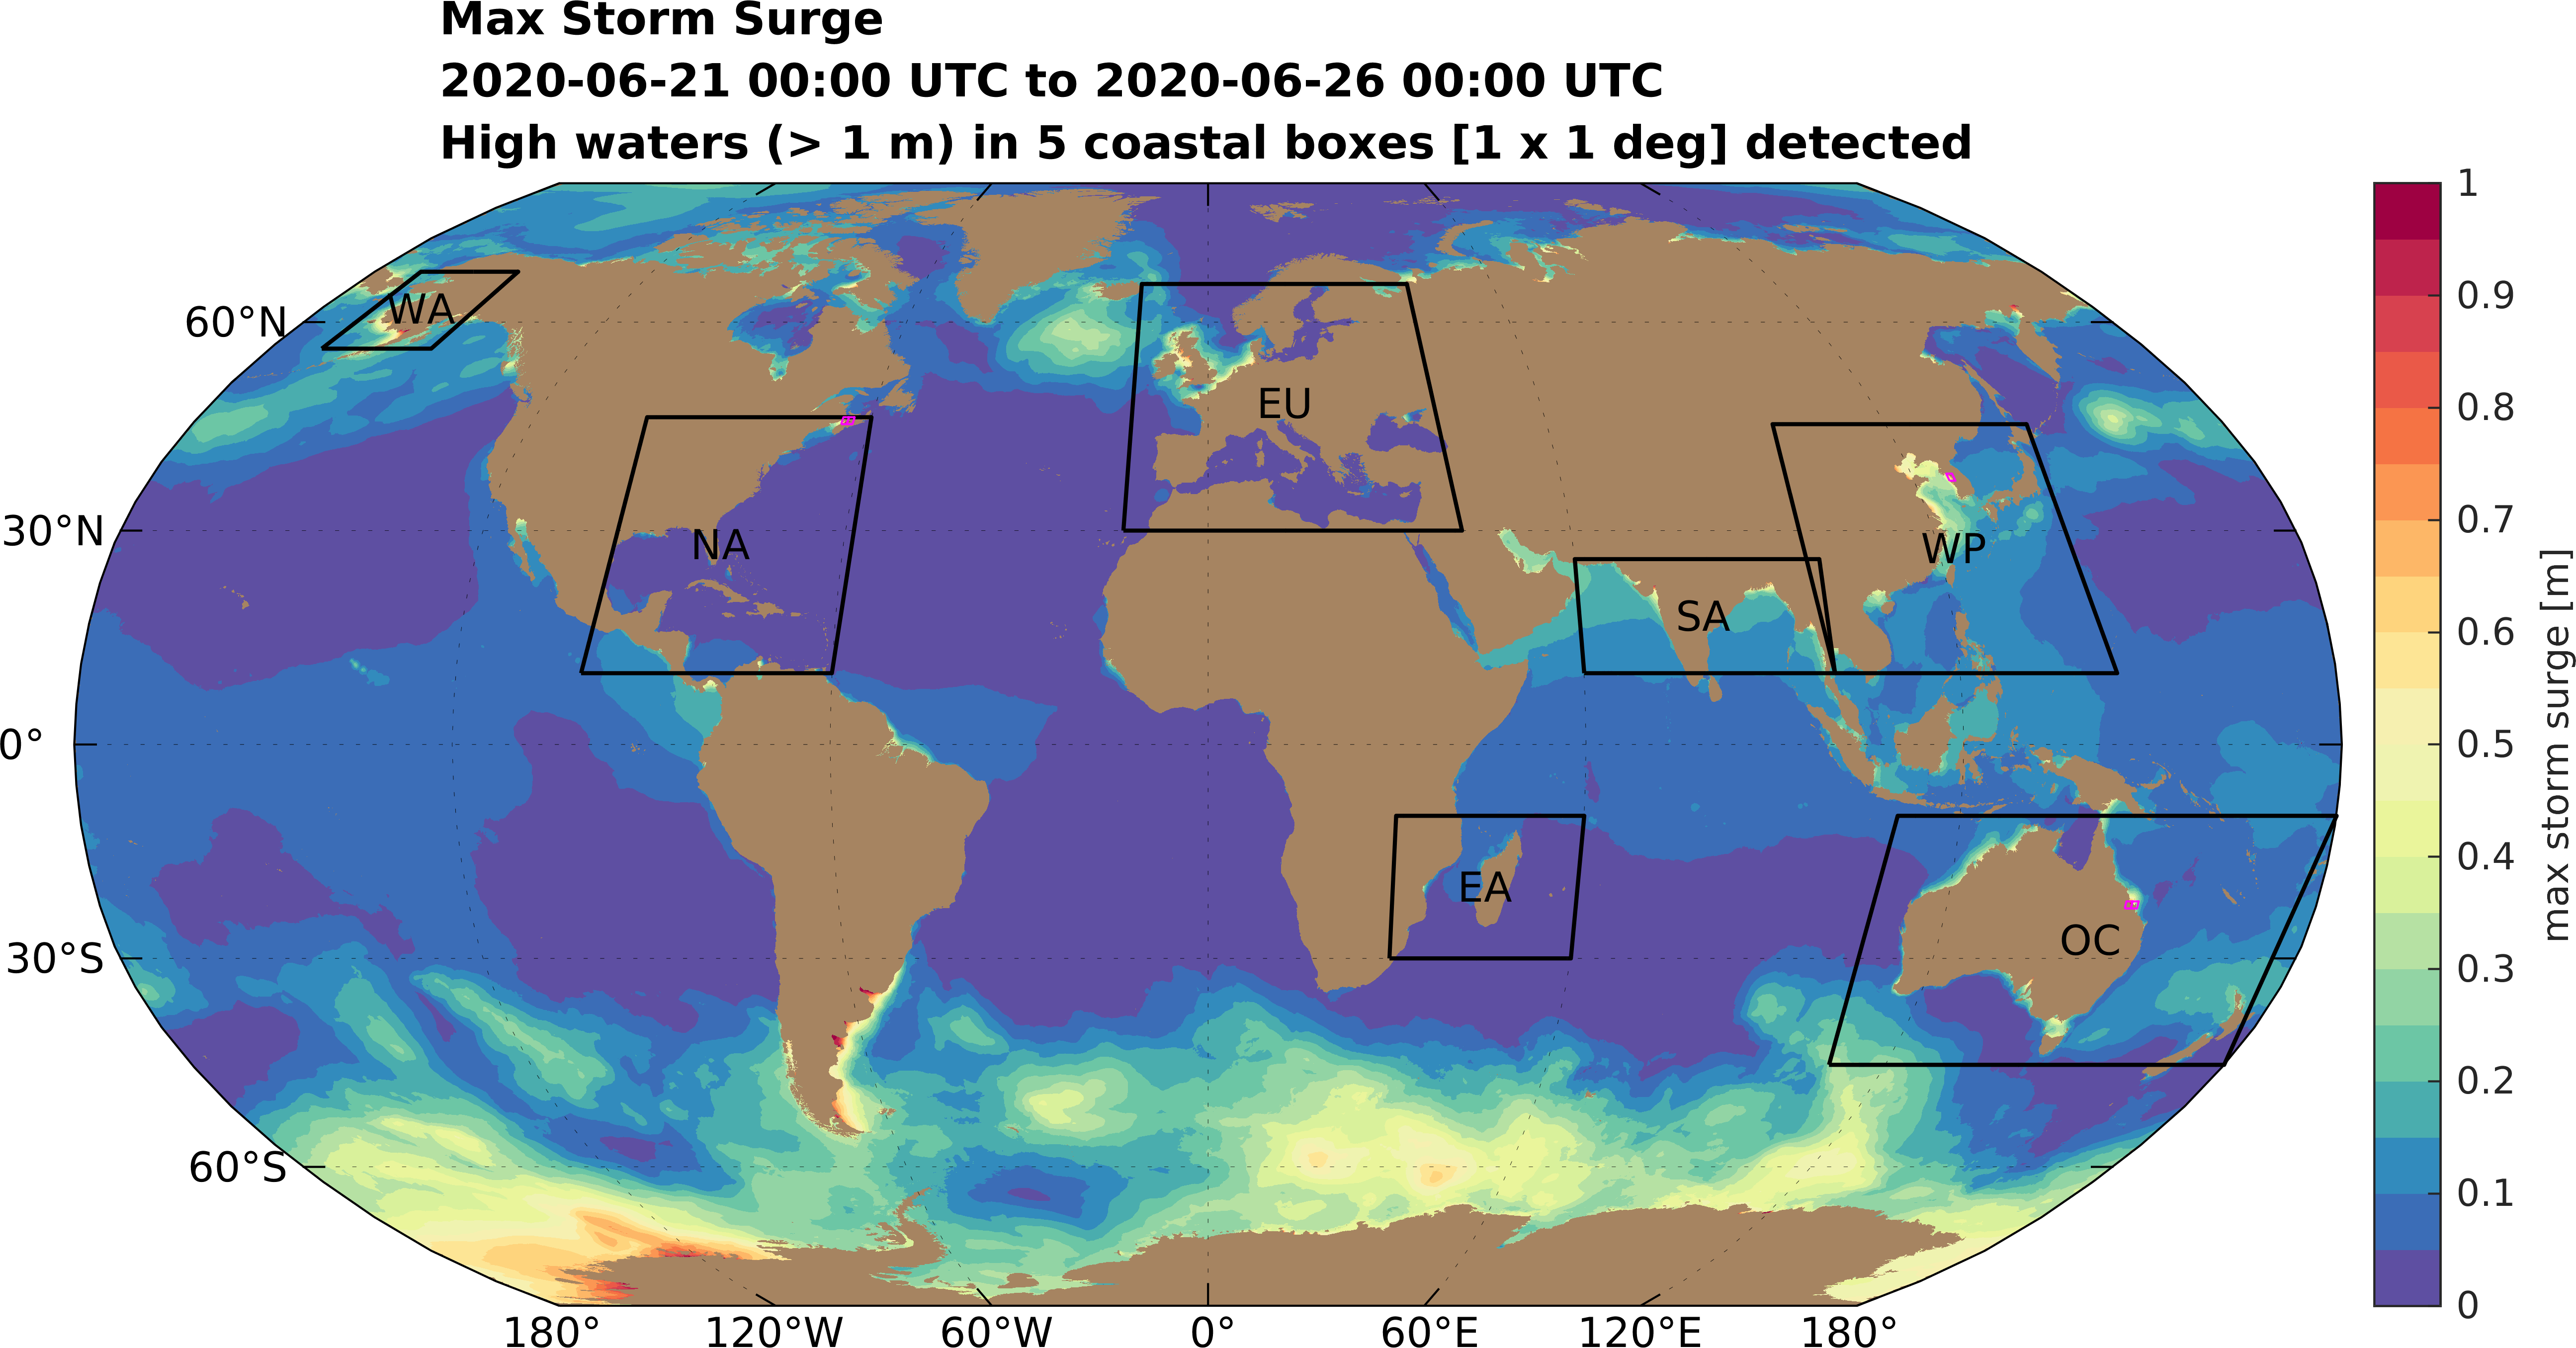 Max Storm Surge
2020-06-21 00:00 UTC to 2020-06-26 00:00 UTC
High waters (> 1 m) in 5 coastal boxes [1 x 1 deg] detected
60°N
30°N
0°
30°S
60°S
WA
NA
EU
SA
WP
EA
OC
180°
120°W
60°W
0°
60°E
120°E
180°
1
0.9
0.8
0.7
0.6
0.5
0.4
0.3
0.2
0.1
0
max storm surge [m]